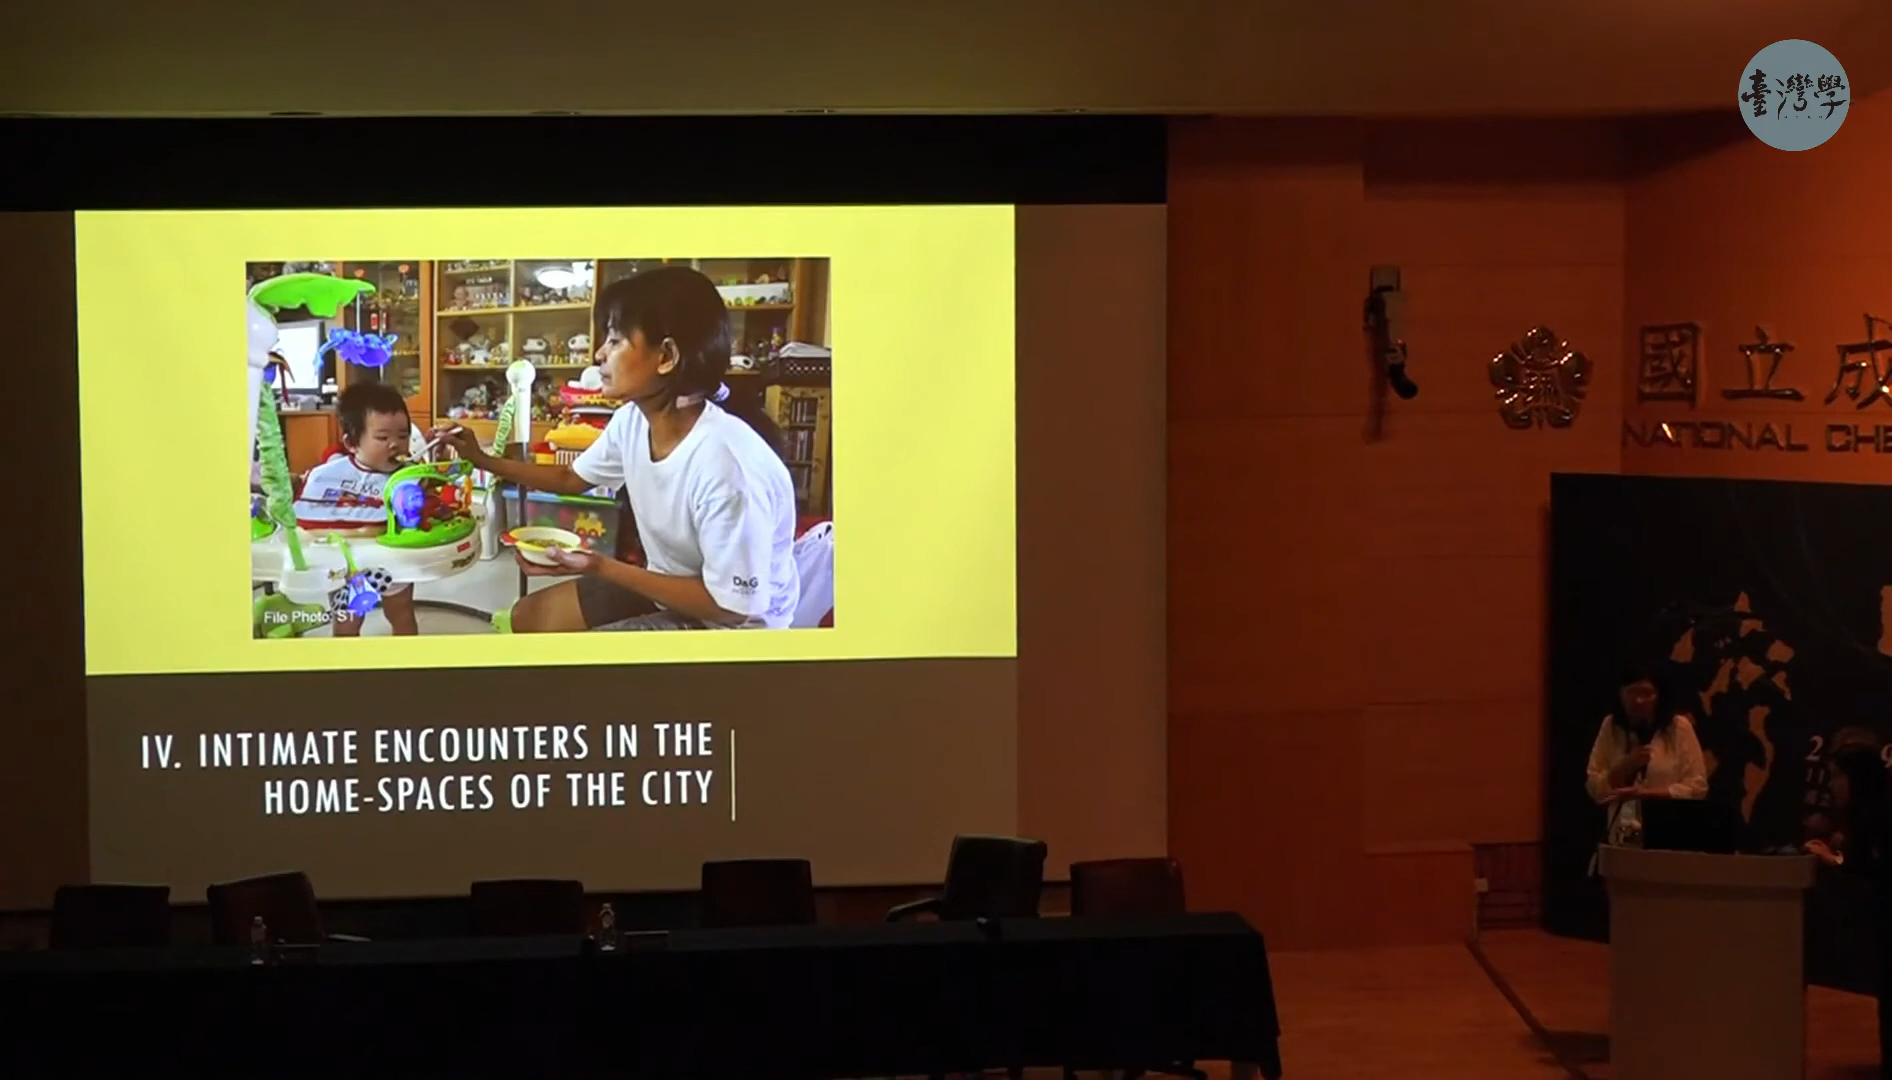 臺灣學
File Photo: ST
D&G
IV. INTIMATE ENCOUNTERS IN THE
HOME-SPACES OF THE CITY
國立成
NATIONAL CHE